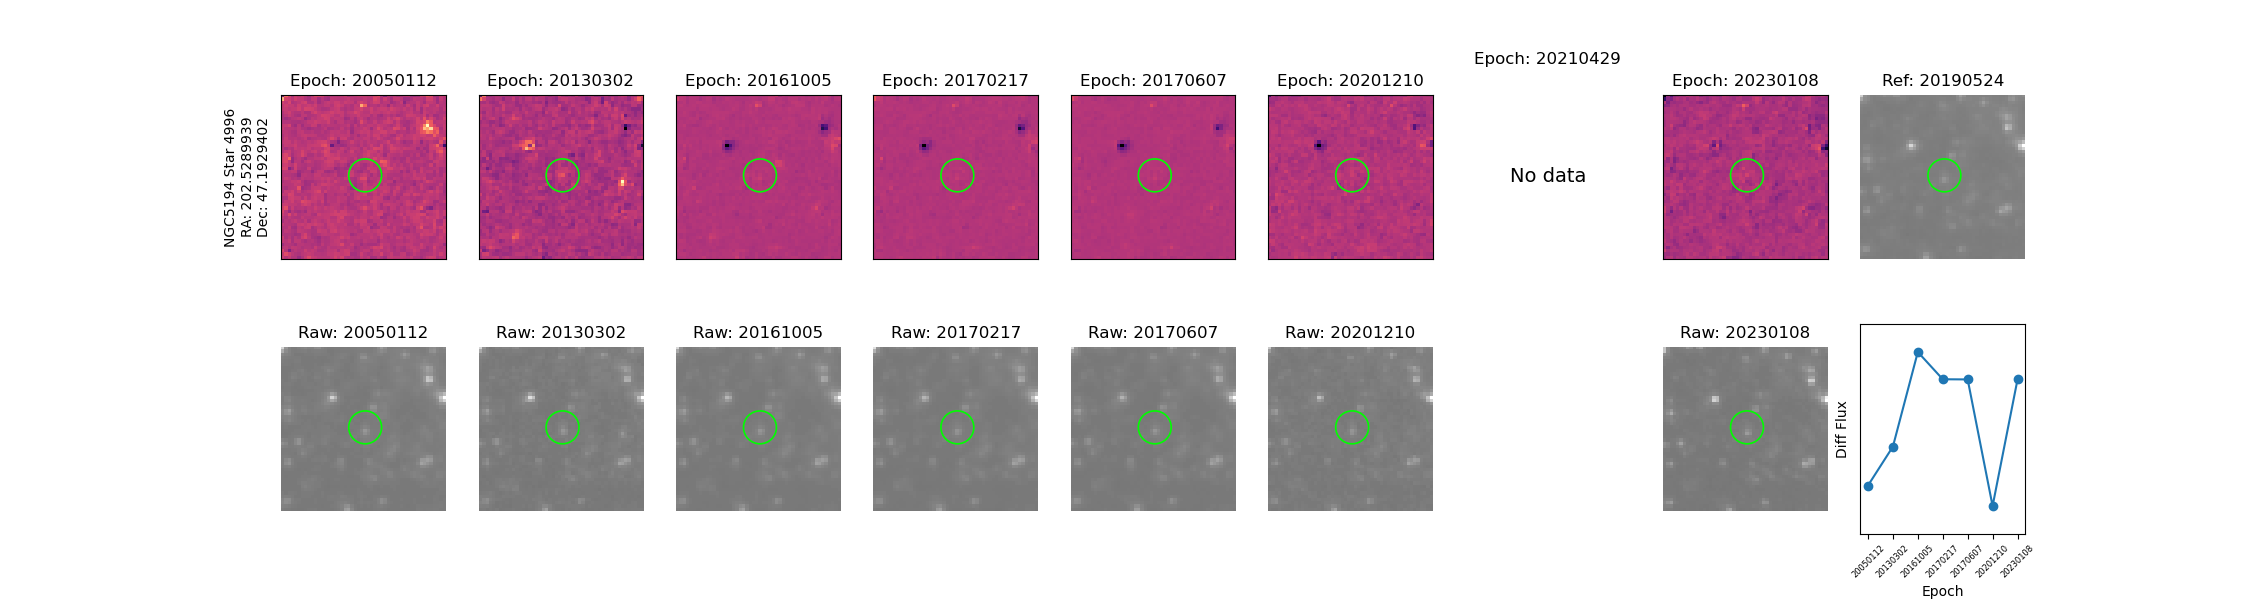 NGC5194 Star 4996
RA: 202.5289939
Dec: 47.1929402
Epoch: 20050112
Epoch: 20130302
Epoch: 20161005
Epoch: 20170217
Epoch: 20170607
Epoch: 20201210
Epoch: 20210429
No data
Epoch: 20230108
Ref: 20190524
Raw: 20050112
Raw: 20130302
Raw: 20161005
Raw: 20170217
Raw: 20170607
Raw: 20201210
Raw: 20230108
Diff Flux
20050112
20130302
20161005
20170217
20170607
20201210
20230108
Epoch